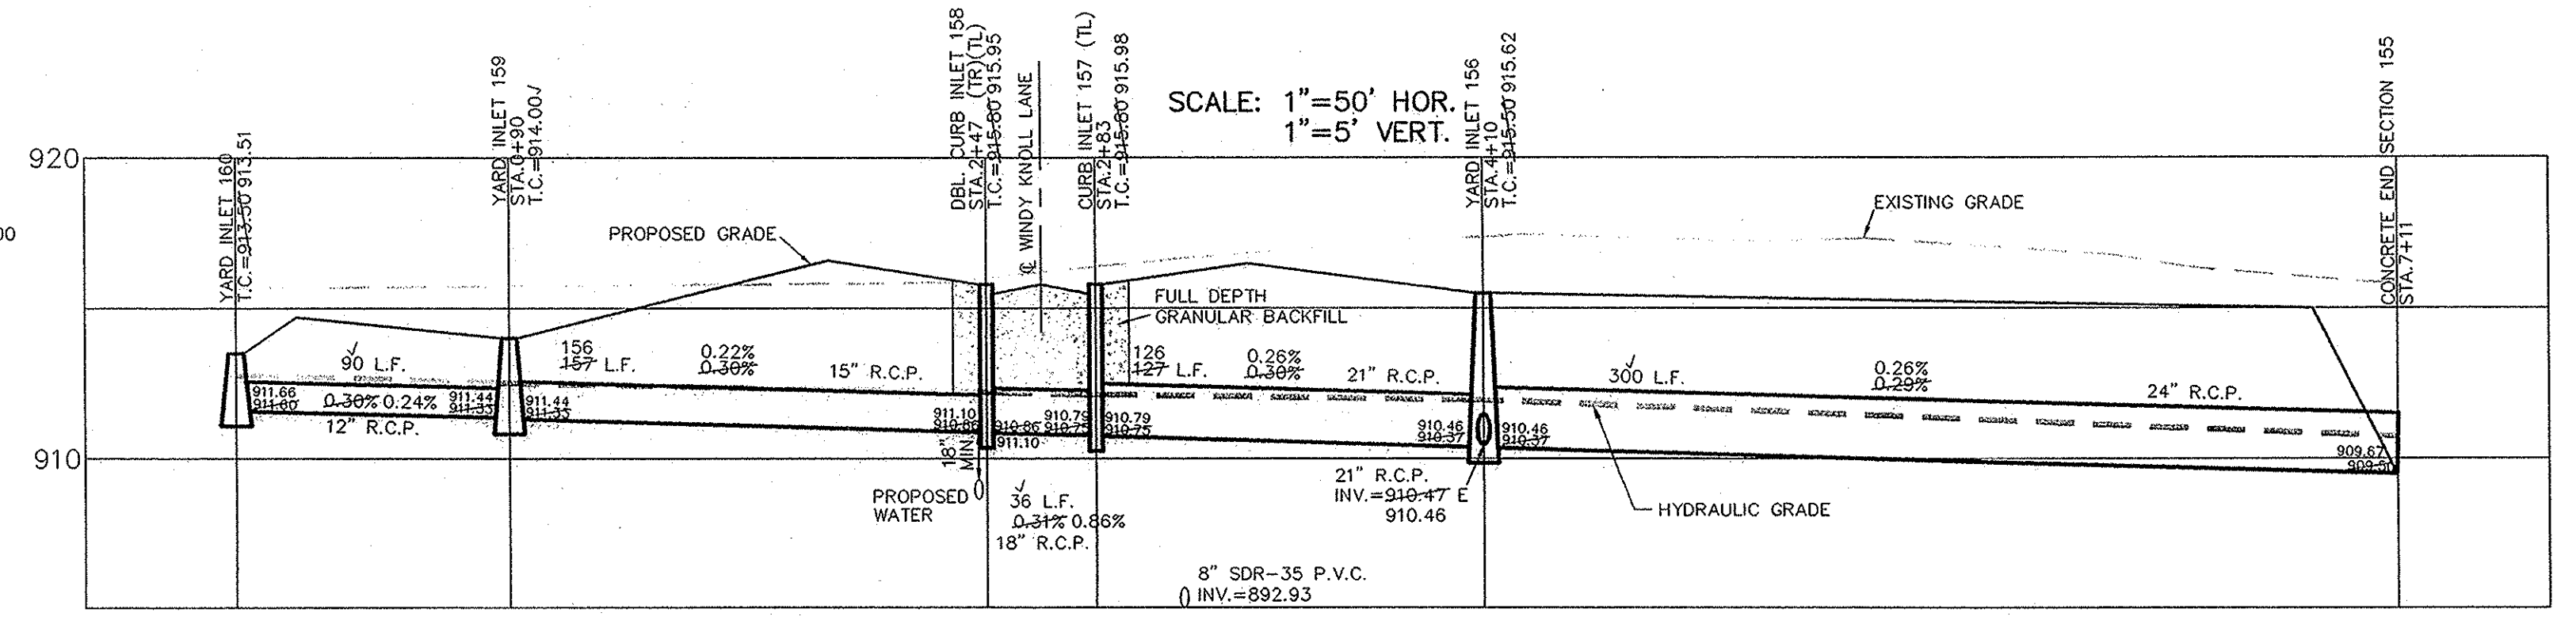 YARD INLET 160
T.C.=913.50 913.51
YARD INLET 159
STA.0+90
T.C.=914.00✓
DBL. CURB INLET 158
STA.2+47 (TR)(TL)
T.C.=915.80 915.95
℄ WINDY KNOLL LANE
CURB INLET 157 (TL)
STA.2+83
T.C.=915.80 915.98
SCALE: 1"=50' HOR.
1"=5' VERT.
YARD INLET 156
STA.4+10
T.C.=915.50 915.62
CONCRETE END SECTION 155
STA.7+11
920
00
PROPOSED GRADE
EXISTING GRADE
FULL DEPTH
GRANULAR BACKFILL
✓
90 L.F.
156
157 L.F.
0.22%
0.30%
15" R.C.P.
126
127 L.F.
0.26%
0.30%
21" R.C.P.
✓
300 L.F.
0.26%
0.29%
24" R.C.P.
911.66
911.60
0.30% 0.24%
12" R.C.P.
911.44
911.33
911.44
911.33
911.10
910.86
910.86
911.10
910.79
910.75
910.79
910.75
910.46
910.37
910.46
910.37
909.67
909.50
910
18"
MIN.
PROPOSED
WATER
✓
36 L.F.
0.31% 0.86%
18" R.C.P.
21" R.C.P.
INV.=910.47 E
910.46
HYDRAULIC GRADE
8" SDR-35 P.V.C.
INV.=892.93